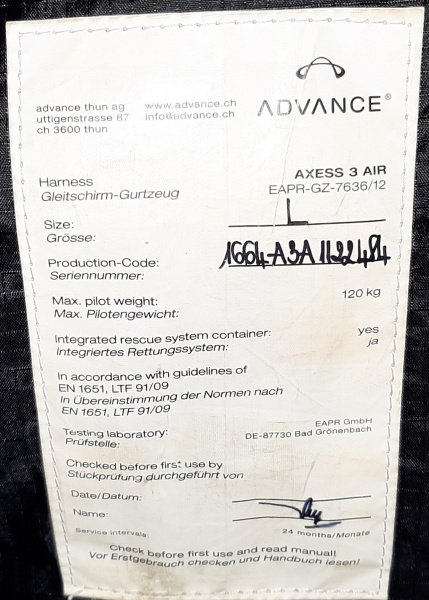 ADVANCE®
advance thun ag www.advance.ch
uttigenstrasse 87 info@advance.ch
ch 3600 thun
AXESS 3 AIR
Harness EAPR-GZ-7636/12
Gleitschirm-Gurtzeug
Size: L
Grösse:
Production-Code: 1664-A3A1122484
Seriennummer:
Max. pilot weight: 120 kg
Max. Pilotengewicht:
Integrated rescue system container: yes
Integriertes Rettungssystem: ja
In accordance with guidelines of
EN 1651, LTF 91/09
In Übereinstimmung der Normen nach
EN 1651, LTF 91/09
Testing laboratory: EAPR GmbH
Prüfstelle: DE-87730 Bad Grönenbach
Checked before first use by
Stückprüfung durchgeführt von
Date/Datum:
Name:
Service intervals: 24 months/Monate
Check before first use and read manual!
Vor Erstgebrauch checken und Handbuch lesen!